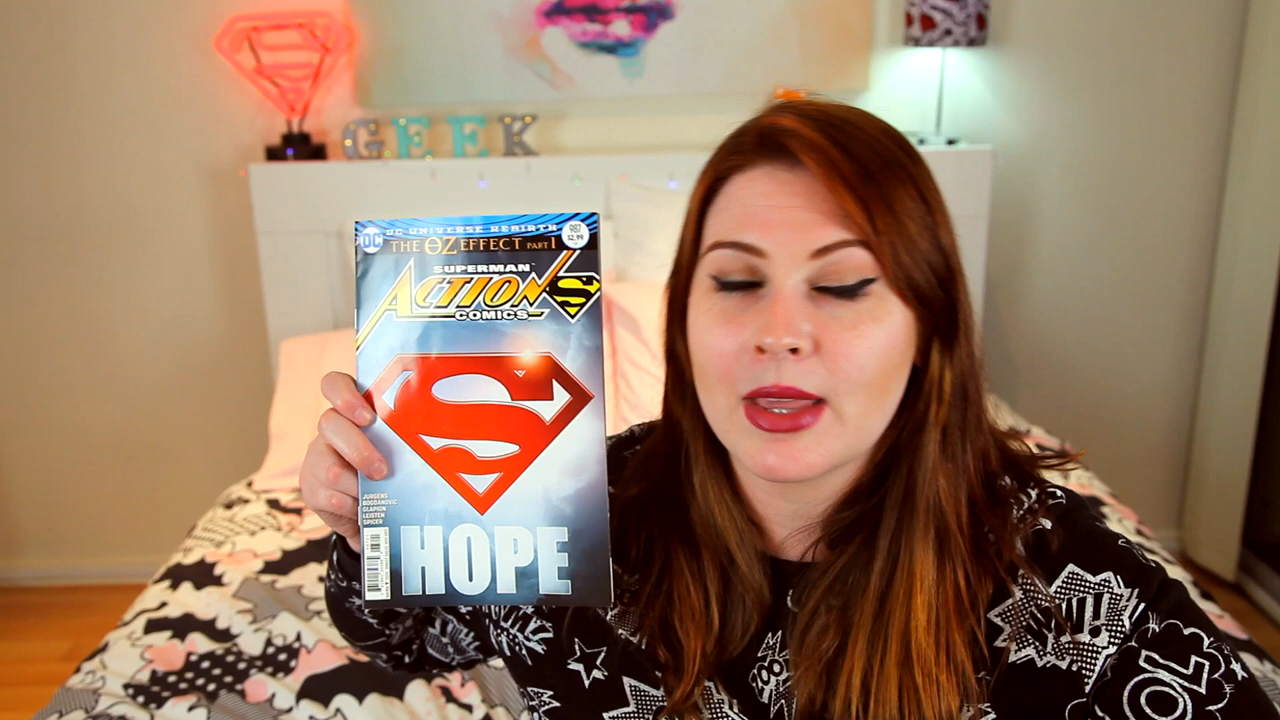 GEEK
DC
DC UNIVERSE REBIRTH
987
$2.99
THE OZ EFFECT PART 1
SUPERMAN
ACTION
COMICS
S
S
HOPE
JURGENS
BOGDANOVIC
GLAPION
LEISTEN
SPICER